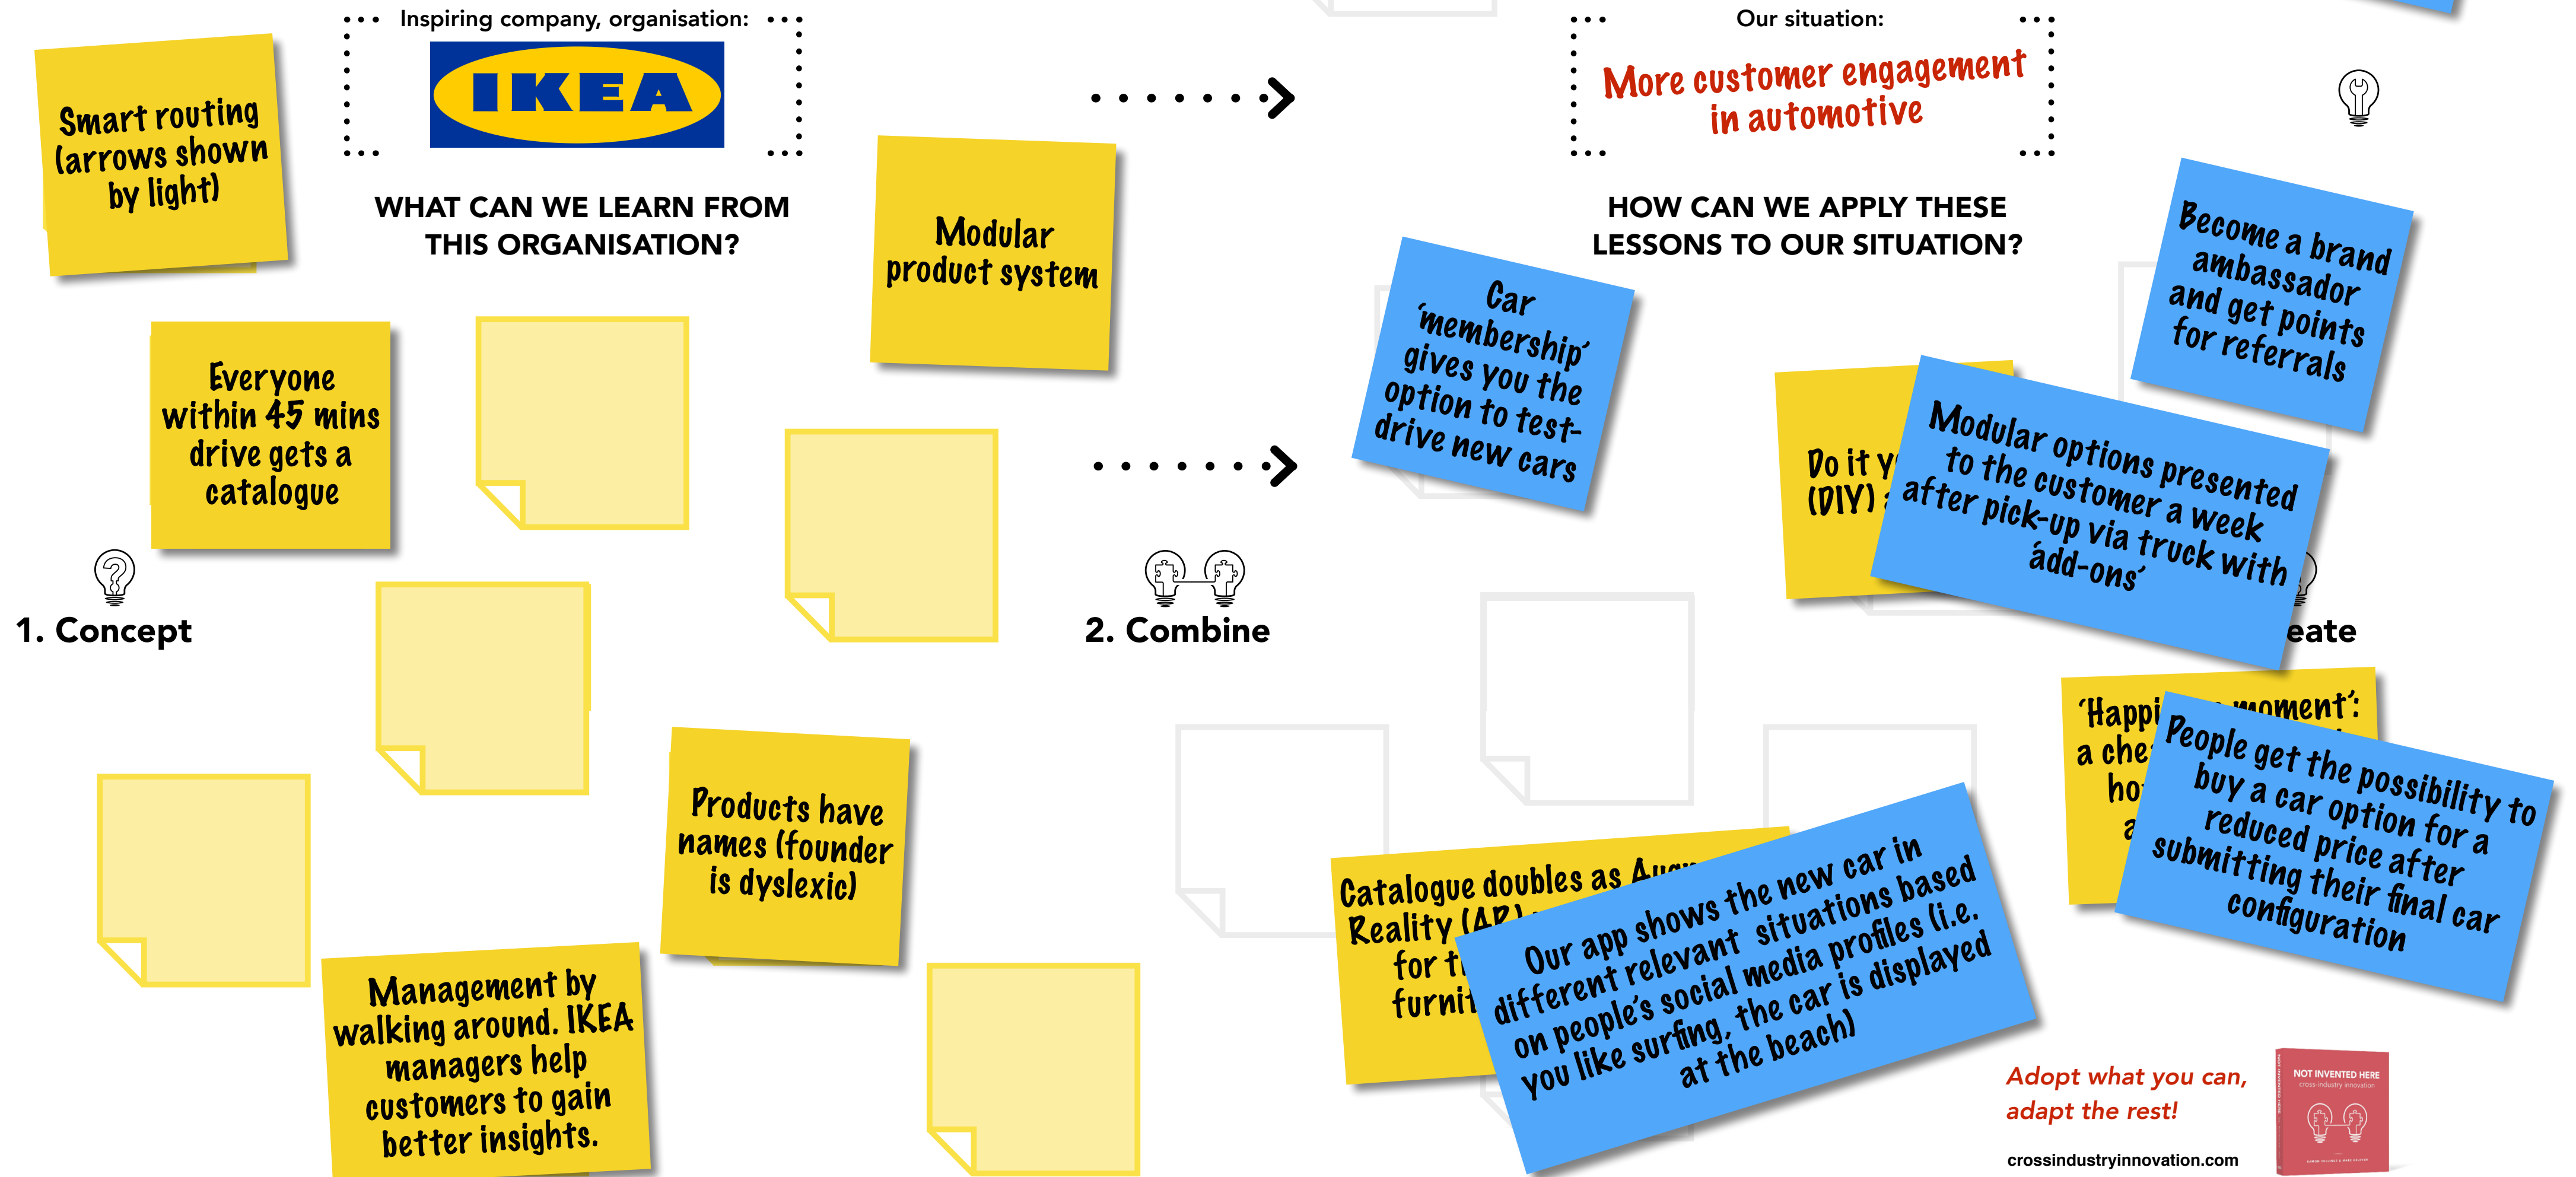 Inspiring company, organisation:
IKEA
WHAT CAN WE LEARN FROM
THIS ORGANISATION?
Smart routing
(arrows shown
by light)
Modular
product system
Everyone
within 45 mins
drive gets a
catalogue
1. Concept
Products have
names (founder
is dyslexic)
Management by
walking around. IKEA
managers help
customers to gain
better insights.
2. Combine
Our situation:
More customer engagement
in automotive
HOW CAN WE APPLY THESE
LESSONS TO OUR SITUATION?
Car
‘membership’
gives you the
option to test-
drive new cars
Become a brand
ambassador
and get points
for referrals
Do it
(DIY)
Modular options presented
to the customer a week
after pick-up via truck with
‘add-ons’
moment’:
a
People get the possibility to
buy a car option for a
reduced price after
submitting their final car
configuration
Catalogue doubles as
Reality (AR)
for
Our app shows the new car in
different relevant situations based
on people’s social media profiles (i.e.
you like surfing, the car is displayed
at the beach)
Adopt what you can,
adapt the rest!
crossindustryinnovation.com
NOT INVENTED HERE
cross-industry innovation